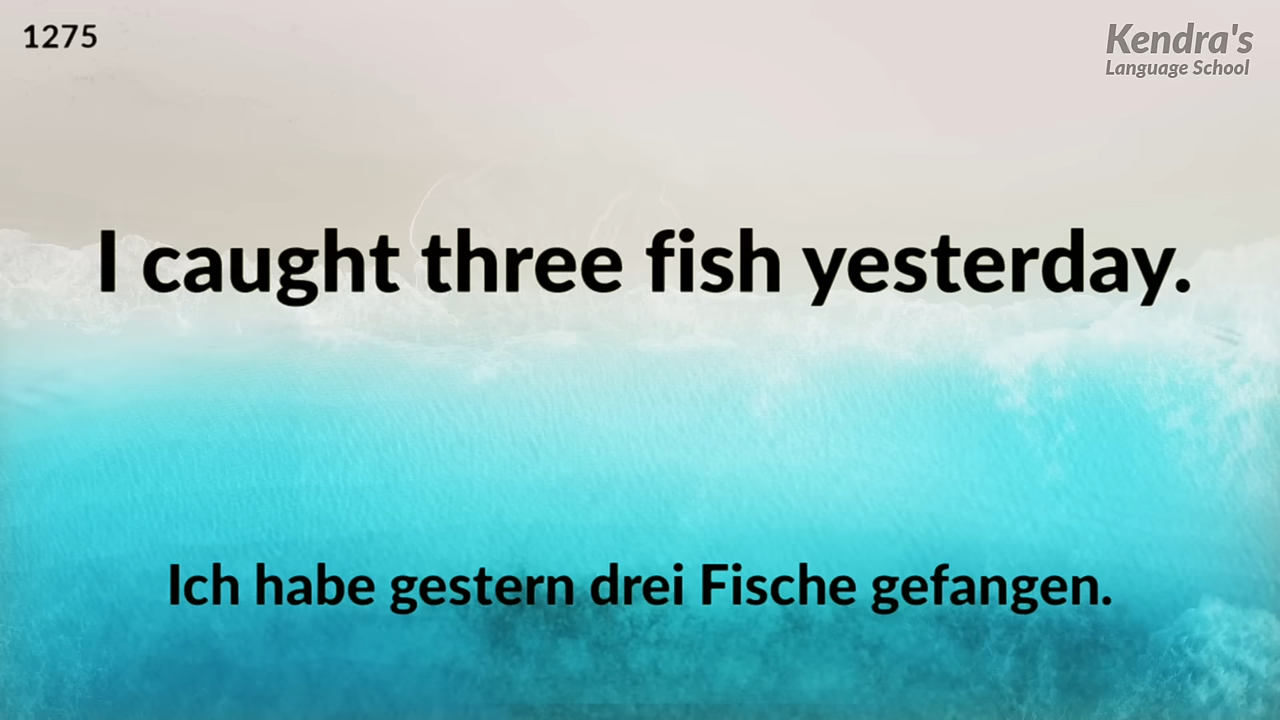 1275
Kendra's
Language School
I caught three fish yesterday.
Ich habe gestern drei Fische gefangen.